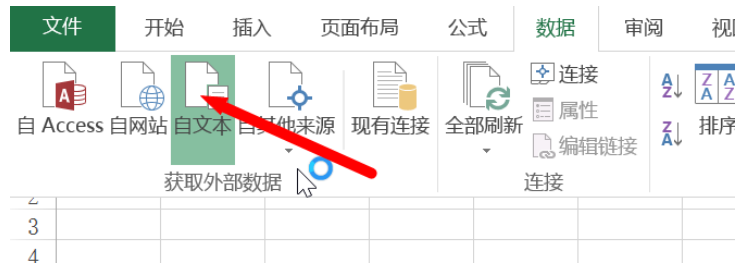 文件 开始 插入 页面布局 公式 数据 审阅
连接
属性
编辑链接
自 Access 自网站 自文本 自其他来源 现有连接 全部刷新 排序
获取外部数据 连接
3
4